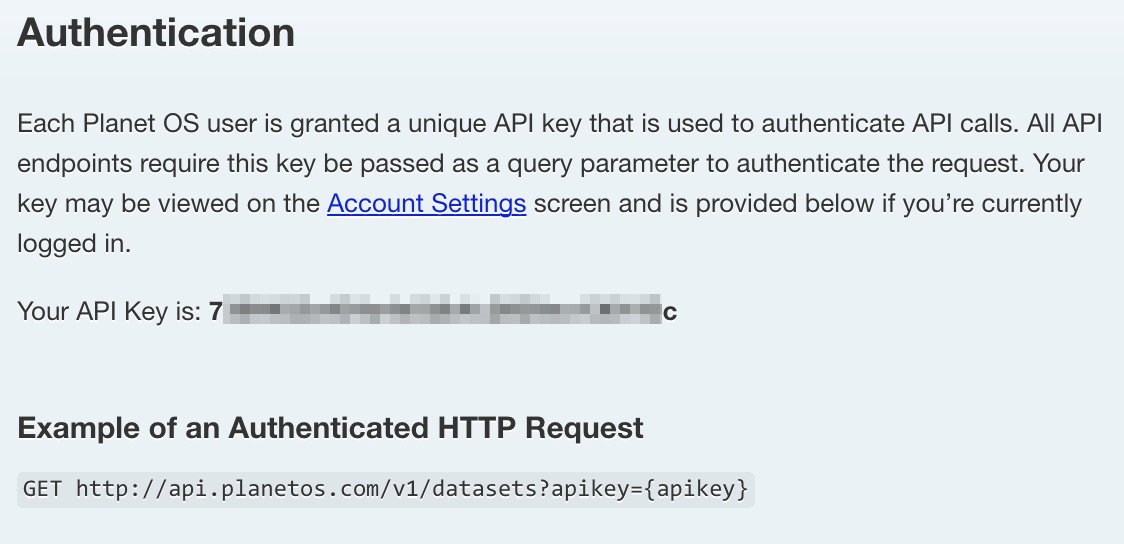 Authentication
Each Planet OS user is granted a unique API key that is used to authenticate API calls. All API
endpoints require this key be passed as a query parameter to authenticate the request. Your
key may be viewed on the Account Settings screen and is provided below if you’re currently
logged in.
Your API Key is: 7 c
Example of an Authenticated HTTP Request
GET http://api.planetos.com/v1/datasets?apikey={apikey}